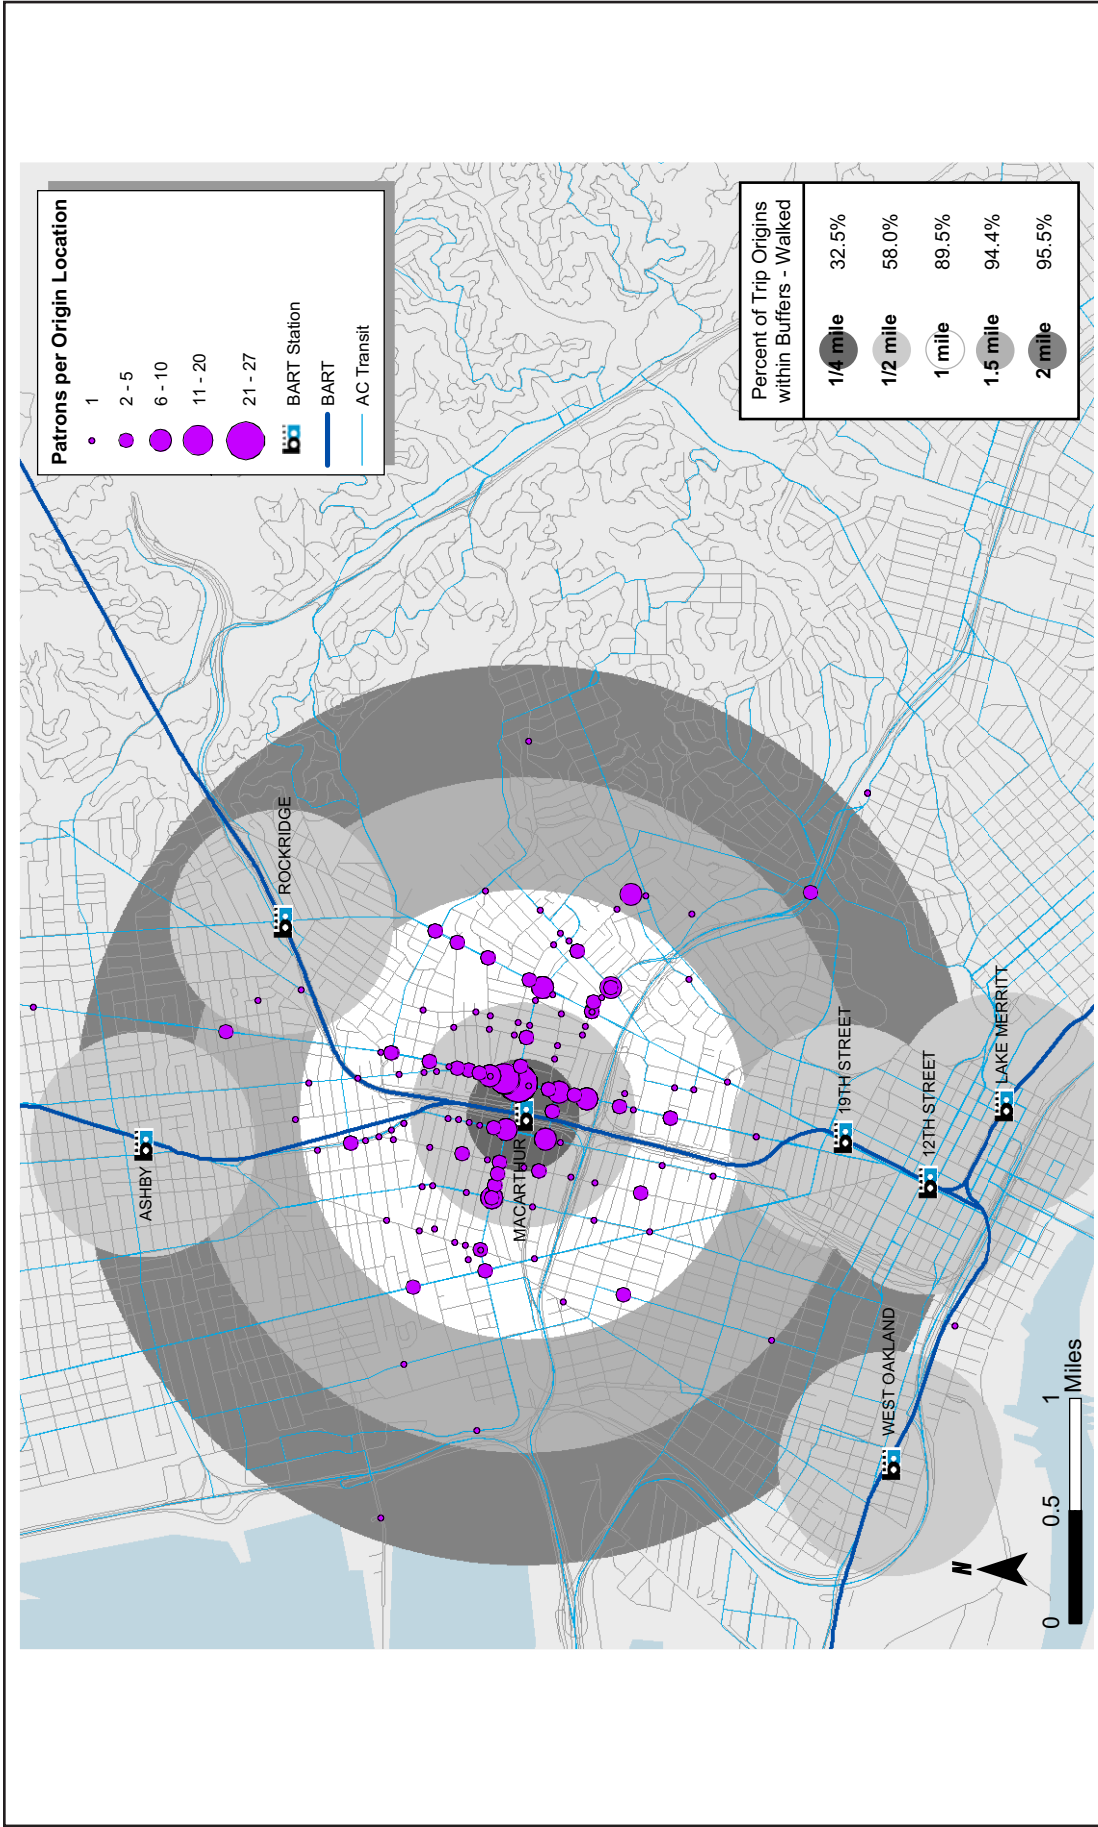 Patrons per Origin Location
1
2 - 5
6 - 10
11 - 20
21 - 27
BART Station
BART
AC Transit
ROCKRIDGE
ASHBY
MACARTHUR
19TH STREET
12TH STREET
LAKE MERRITT
WEST OAKLAND
Percent of Trip Origins
within Buffers - Walked
1/4 mile 32.5%
1/2 mile 58.0%
1 mile 89.5%
1.5 mile 94.4%
2 mile 95.5%
N
0 0.5 1
Miles